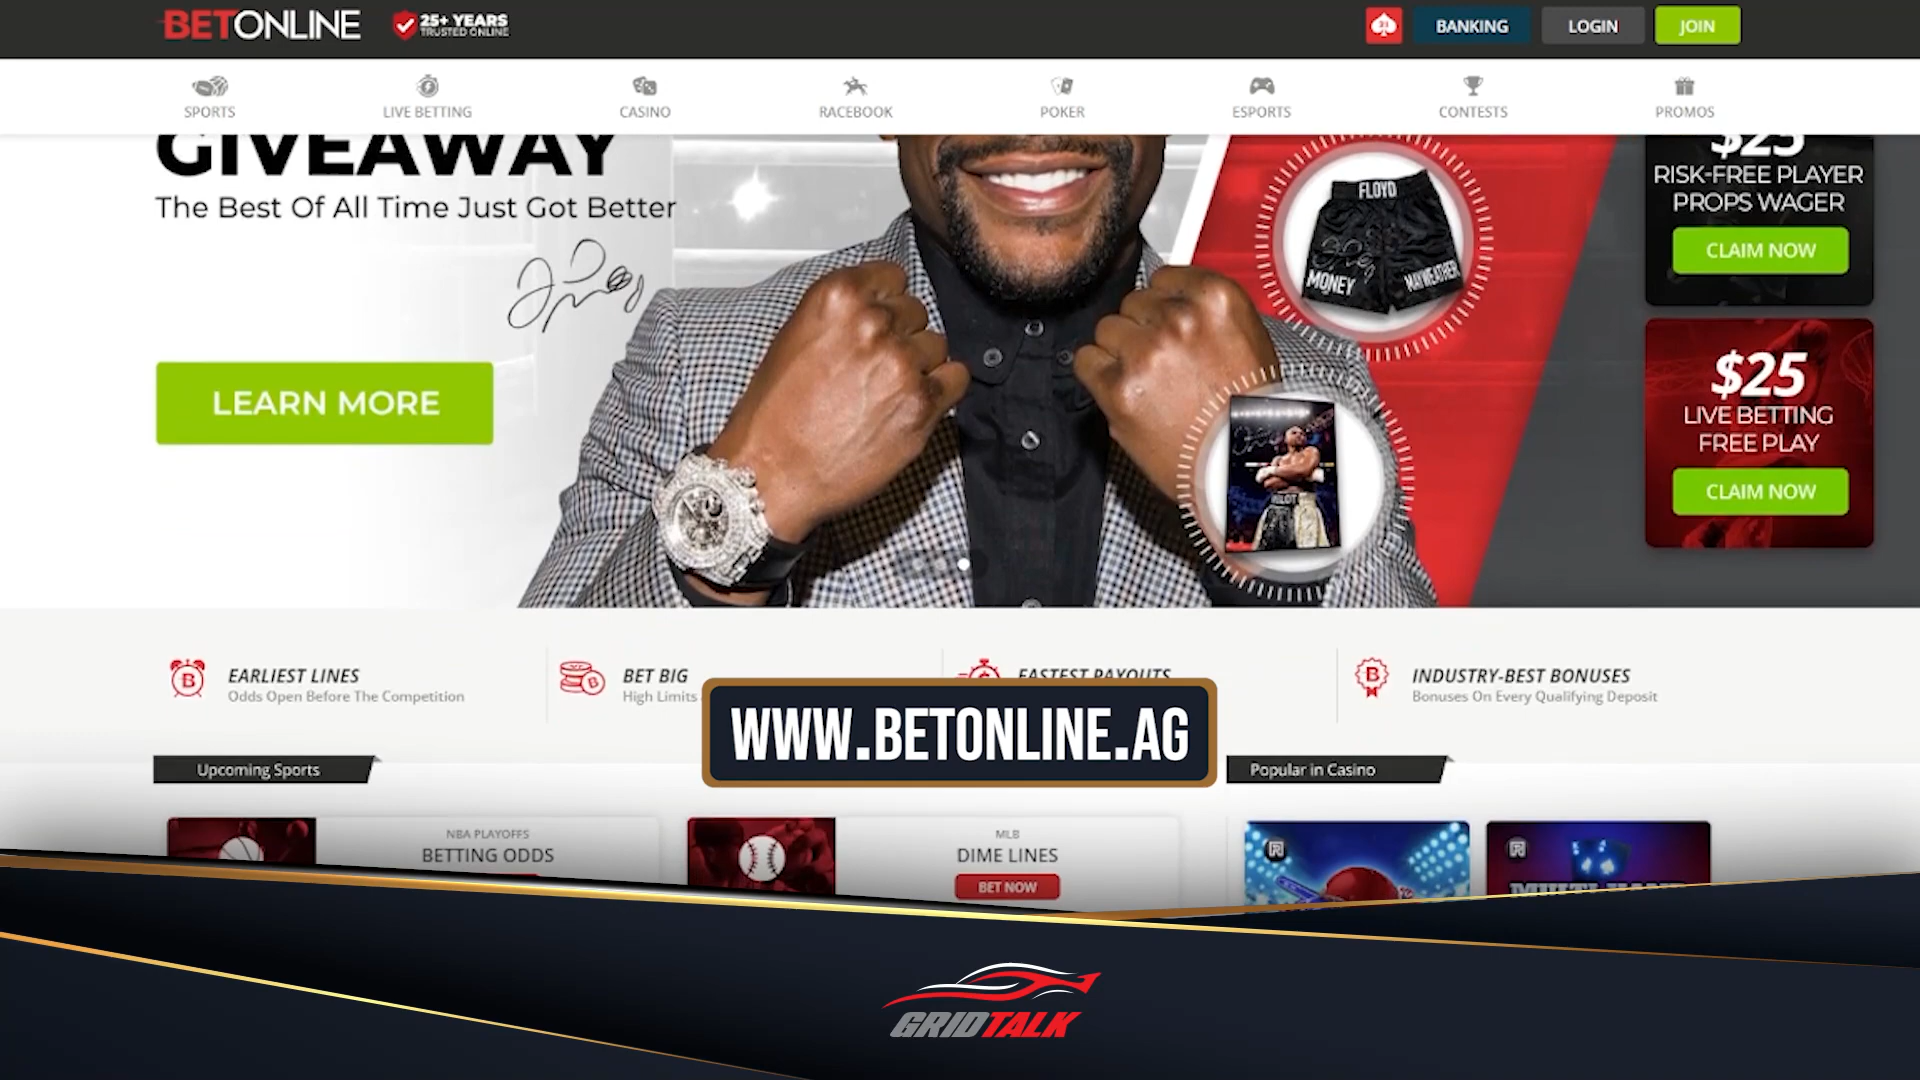 BETONLINE
25+ YEARS
TRUSTED ONLINE
BANKING
LOGIN
JOIN
SPORTS
LIVE BETTING
CASINO
RACEBOOK
POKER
ESPORTS
CONTESTS
PROMOS
GIVEAWAY
The Best Of All Time Just Got Better
LEARN MORE
FLOYD
MONEY
MAYWEATHER
$25
RISK-FREE PLAYER
PROPS WAGER
CLAIM NOW
$25
LIVE BETTING
FREE PLAY
CLAIM NOW
EARLIEST LINES
Odds Open Before The Competition
BET BIG
High Limits
FASTEST PAYOUTS
INDUSTRY-BEST BONUSES
Bonuses On Every Qualifying Deposit
WWW.BETONLINE.AG
Upcoming Sports
Popular in Casino
NBA PLAYOFFS
BETTING ODDS
MLB
DIME LINES
BET NOW
GRIDTALK